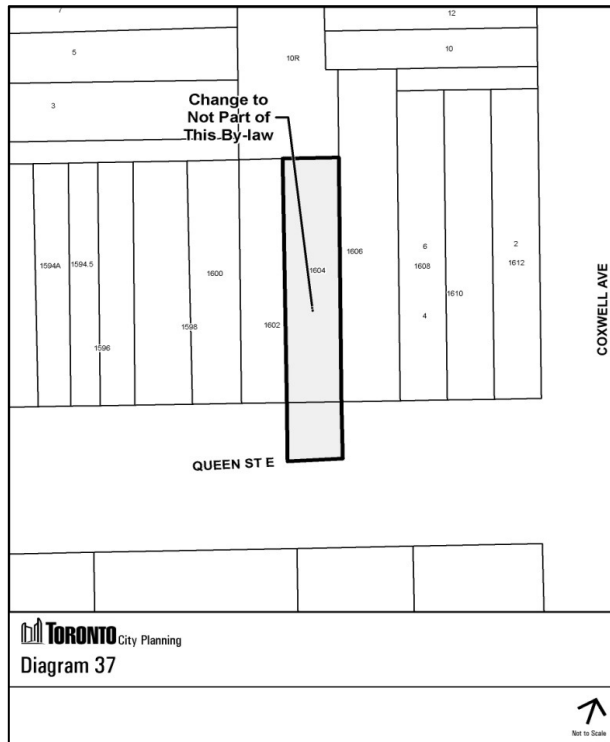 7
12
5
10
10R
3
Change to
Not Part of
This By-law
1594A
1594.5
1596
1598
1600
1602
1604
1606
6
1608
4
1610
2
1612
COXWELL AVE
QUEEN ST E
TORONTO City Planning
Diagram 37
Not to Scale